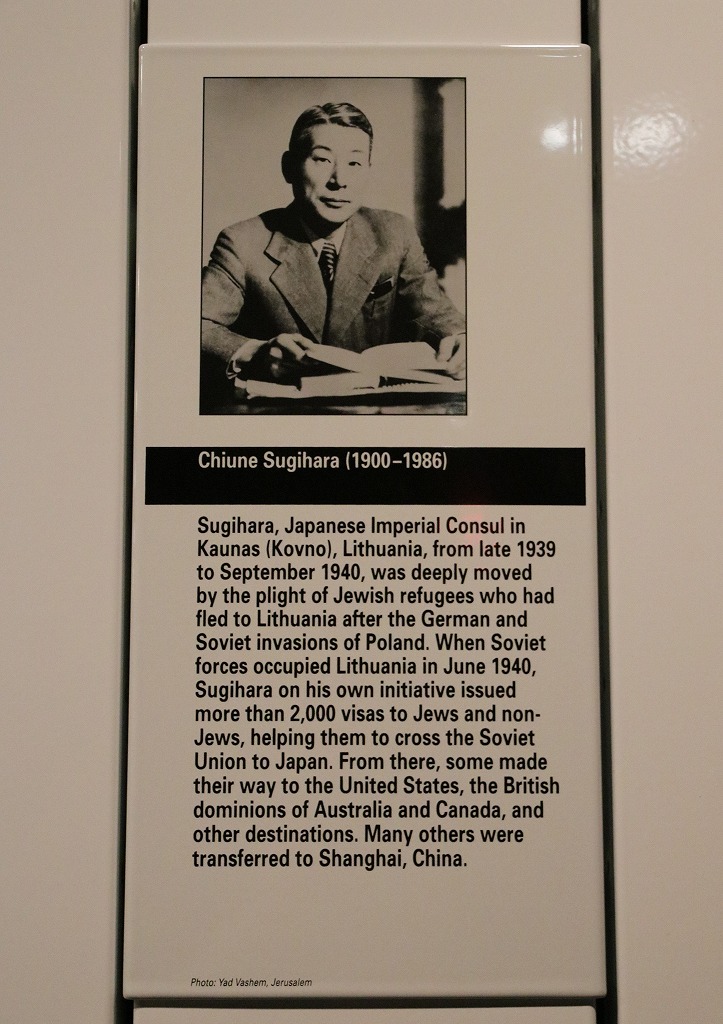 Chiune Sugihara (1900–1986)
Sugihara, Japanese Imperial Consul in
Kaunas (Kovno), Lithuania, from late 1939
to September 1940, was deeply moved
by the plight of Jewish refugees who had
fled to Lithuania after the German and
Soviet invasions of Poland. When Soviet
forces occupied Lithuania in June 1940,
Sugihara on his own initiative issued
more than 2,000 visas to Jews and non-
Jews, helping them to cross the Soviet
Union to Japan. From there, some made
their way to the United States, the British
dominions of Australia and Canada, and
other destinations. Many others were
transferred to Shanghai, China.
Photo: Yad Vashem, Jerusalem